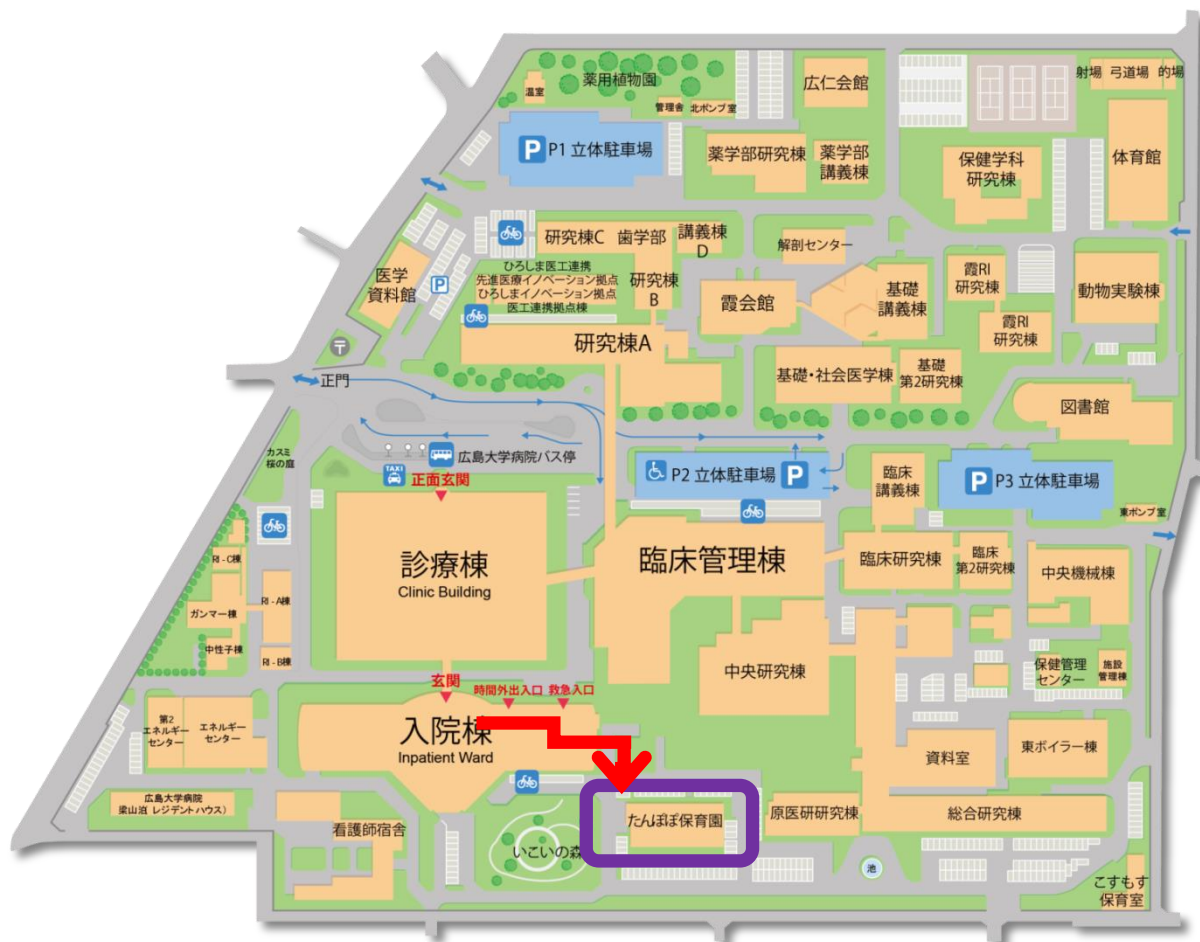 薬用植物園
温室
管理舎
北ポンプ室
広仁会館
射場
弓道場
的場
P
P1 立体駐車場
薬学部研究棟
薬学部
講義棟
保健学科
研究棟
体育館
研究棟C
歯学部
講義棟
D
解剖センター
医学
資料館
P
ひろしま医工連携
先進医療イノベーション拠点
ひろしまイノベーション拠点
医工連携拠点棟
研究棟
B
霞会館
基礎
講義棟
霞RI
研究棟
動物実験棟
霞RI
研究棟
〒
研究棟A
基礎・社会医学棟
基礎
第2研究棟
正門
図書館
カスミ
桜の庭
広島大学病院バス停
TAXI
正面玄関
P2 立体駐車場
P
臨床
講義棟
P
P3 立体駐車場
東ポンプ室
診療棟
Clinic Building
臨床管理棟
臨床研究棟
臨床
第2研究棟
中央機械棟
RI-C棟
RI-A棟
ガンマー棟
中性子棟
RI-B棟
中央研究棟
保健管理
センター
施設
管理棟
玄関
時間外出入口
救急入口
第2
エネルギー
センター
エネルギー
センター
入院棟
Inpatient Ward
資料室
東ボイラー棟
広島大学病院
梁山泊(レジデントハウス)
看護師宿舎
いこいの森
たんぽぽ保育園
原医研研究棟
総合研究棟
池
こすもす
保育室